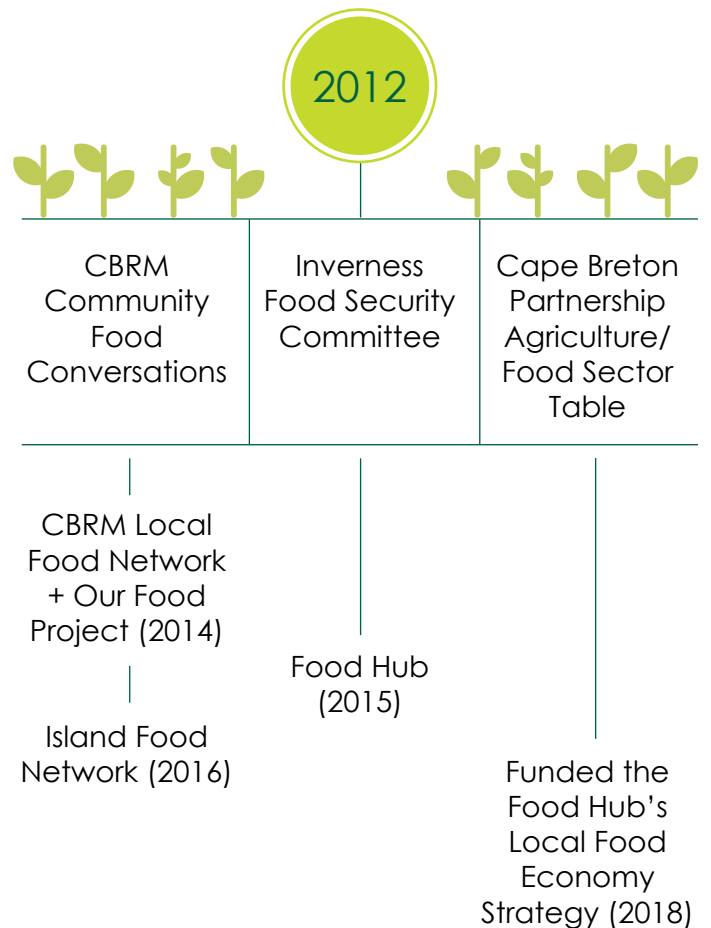 2012
CBRM
Community
Food
Conversations
Inverness
Food Security
Committee
Cape Breton
Partnership
Agriculture/
Food Sector
Table
CBRM Local
Food Network
+ Our Food
Project (2014)
Island Food
Network (2016)
Food Hub
(2015)
Funded the
Food Hub’s
Local Food
Economy
Strategy (2018)